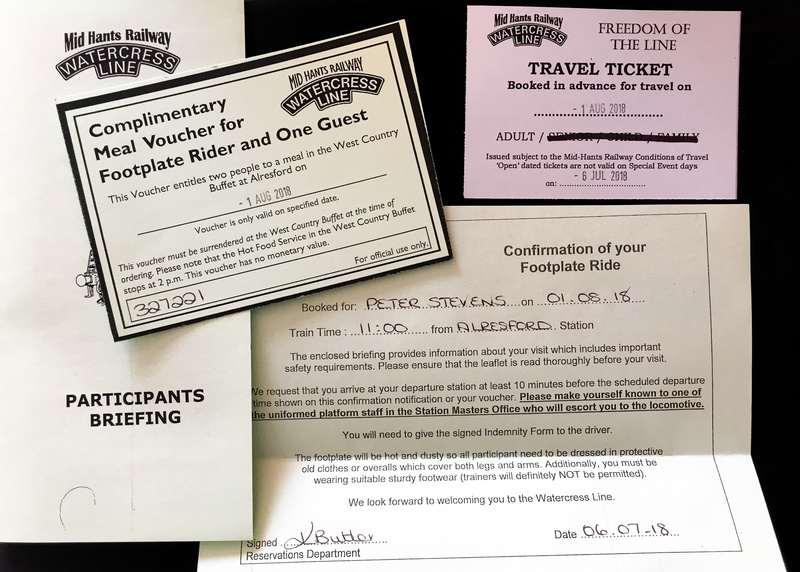 Mid Hants Railway
WATERCRESS
LINE
PARTICIPANTS
BRIEFING
MID HANTS RAILWAY
WATERCRESS
LINE
Complimentary
Meal Voucher for
Footplate Rider and One Guest
This Voucher entitles two people to a meal in the West Country
Buffet at Alresford on
- 1 AUG 2018
Voucher is only valid on specified date.
This voucher must be surrendered at the West Country Buffet at the time of
ordering. Please note that the Hot Food Service in the West Country Buffet
stops at 2 p.m. This voucher has no monetary value.
For official use only.
327221
Mid Hants Railway
WATERCRESS
LINE
FREEDOM OF
THE LINE
TRAVEL TICKET
Booked in advance for travel on
- 1 AUG 2018
ADULT / SENIOR / CHILD / FAMILY
Issued subject to the Mid-Hants Railway Conditions of Travel
'Open' dated tickets are not valid on Special Event days
- 6 JUL 2018
on: ........................
Confirmation of your
Footplate Ride
Booked for: PETER STEVENS on 01.08.18
Train Time : 11:00 from ALRESFORD Station
The enclosed briefing provides information about your visit which includes important
safety requirements. Please ensure that the leaflet is read thoroughly before your visit.
We request that you arrive at your departure station at least 10 minutes before the scheduled departure
time shown on this confirmation notification or your voucher. Please make yourself known to one of
the uniformed platform staff in the Station Masters Office who will escort you to the locomotive.
You will need to give the signed Indemnity Form to the driver.
The footplate will be hot and dusty so all participant need to be dressed in protective
old clothes or overalls which cover both legs and arms. Additionally, you must be
wearing suitable sturdy footwear (trainers will definitely NOT be permitted).
We look forward to welcoming you to the Watercress Line.
Signed Date 06.07.18
Reservations Department